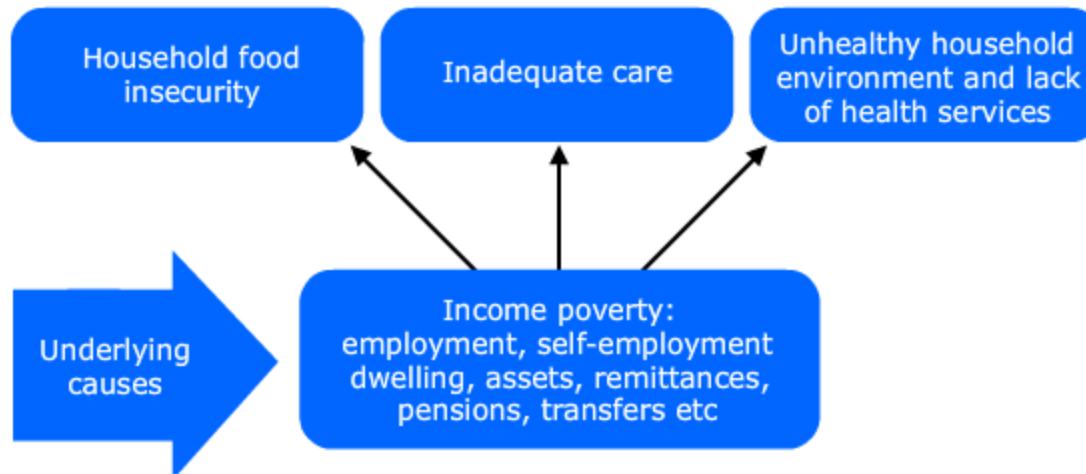 Household food
insecurity
Inadequate care
Unhealthy household
environment and lack
of health services
Underlying
causes
Income poverty:
employment, self-employment
dwelling, assets, remittances,
pensions, transfers etc